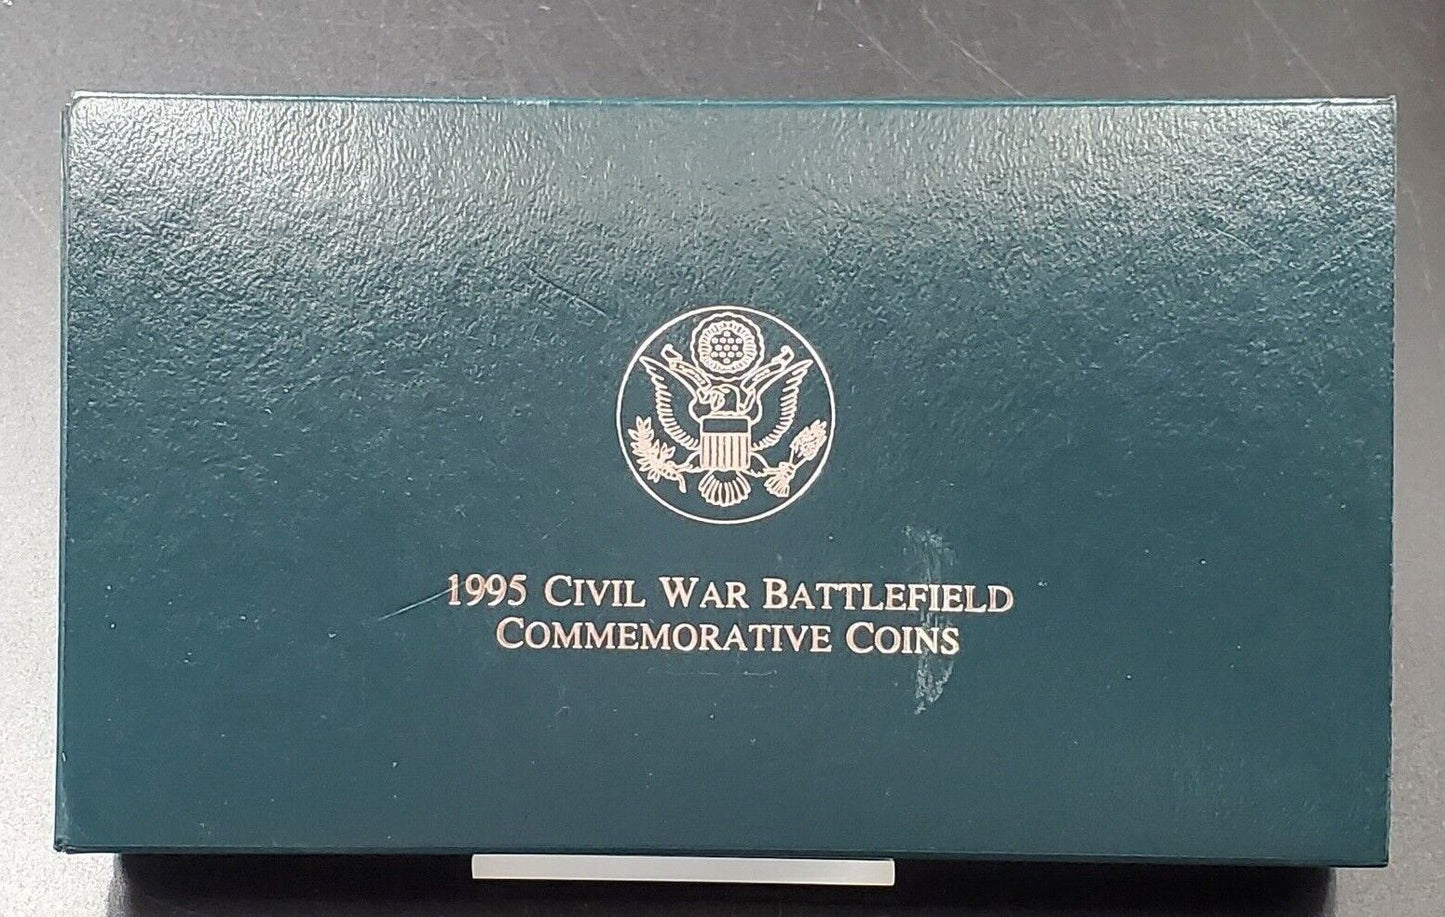 1995 CIVIL WAR BATTLEFIELD
COMMEMORATIVE COINS